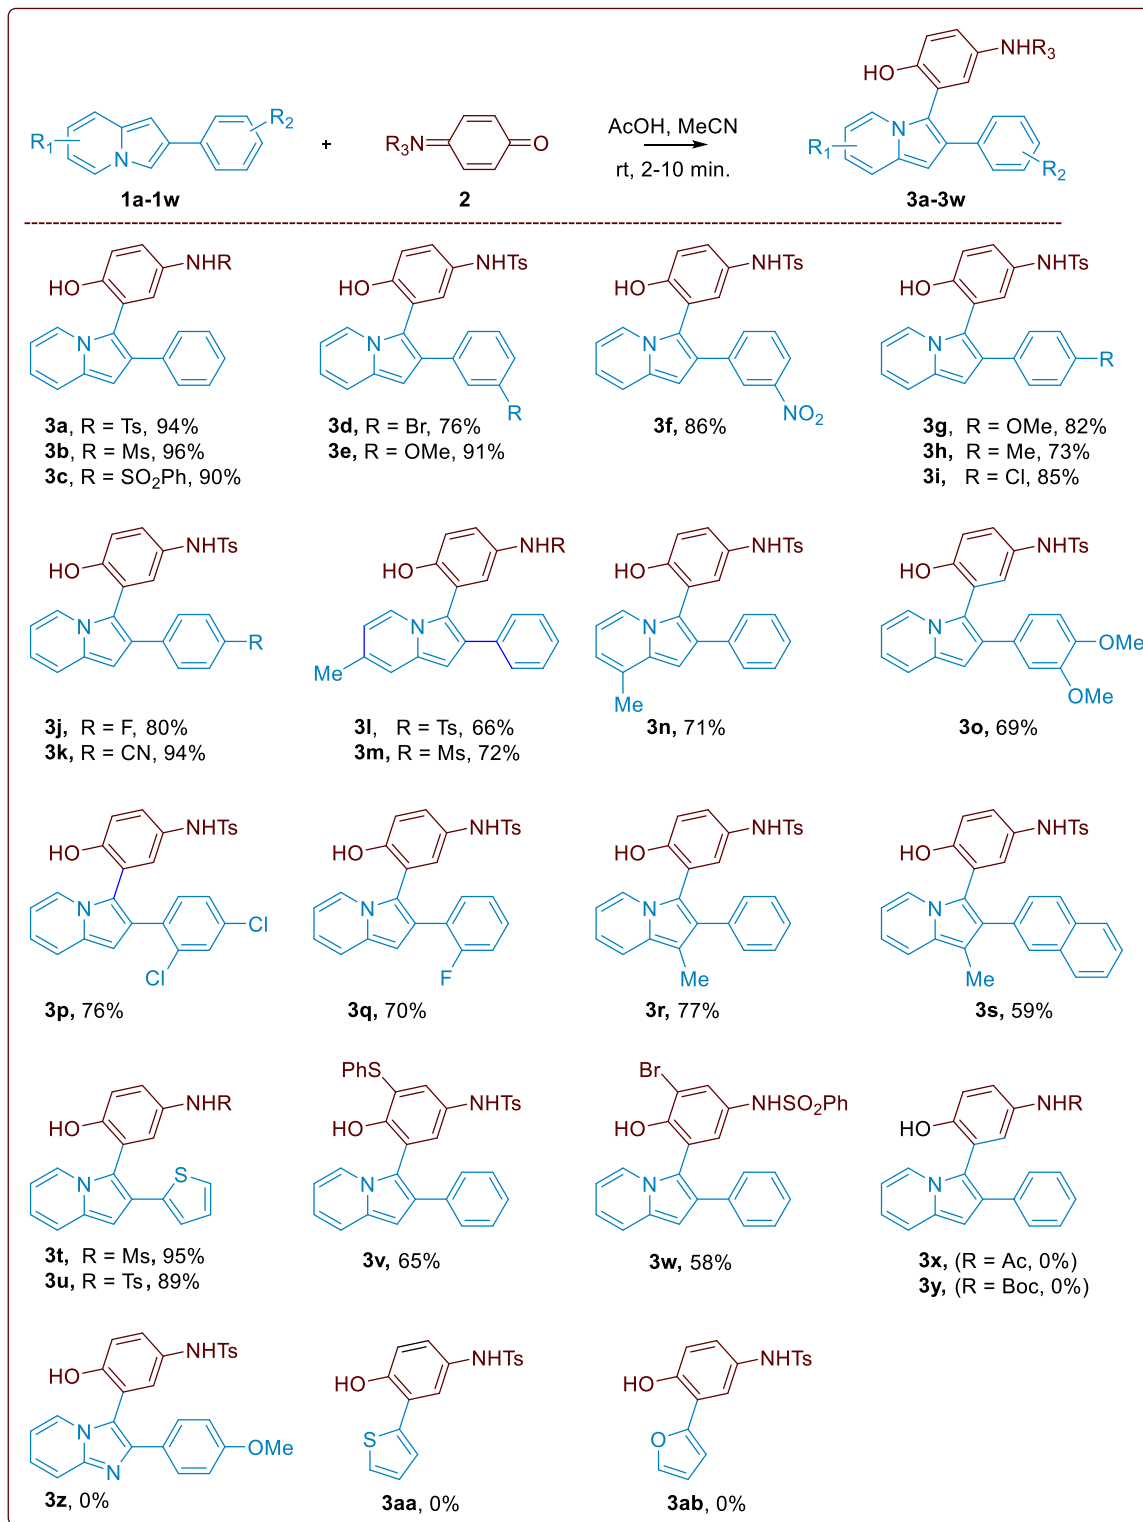 NHR3
HO
R1
N
R2
+
R3N
O
AcOH, MeCN
rt, 2-10 min.
R1
N
R2
1a-1w
2
3a-3w
NHR
HO
N
3a, R = Ts, 94%
3b, R = Ms, 96%
3c, R = SO2Ph, 90%
NHTs
HO
N
R
3d, R = Br, 76%
3e, R = OMe, 91%
NHTs
HO
N
NO2
3f, 86%
NHTs
HO
N
R
3g, R = OMe, 82%
3h, R = Me, 73%
3i, R = Cl, 85%
NHTs
HO
N
R
3j, R = F, 80%
3k, R = CN, 94%
NHR
HO
N
Me
3l, R = Ts, 66%
3m, R = Ms, 72%
NHTs
HO
N
Me
3n, 71%
NHTs
HO
N
OMe
OMe
3o, 69%
NHTs
HO
N
Cl
Cl
3p, 76%
NHTs
HO
N
F
3q, 70%
NHTs
HO
N
Me
3r, 77%
NHTs
HO
N
Me
3s, 59%
NHR
HO
S
N
3t, R = Ms, 95%
3u, R = Ts, 89%
PhS
NHTs
HO
N
3v, 65%
Br
NHSO2Ph
HO
N
3w, 58%
NHR
HO
N
3x, (R = Ac, 0%)
3y, (R = Boc, 0%)
NHTs
HO
N
OMe
N
3z, 0%
NHTs
HO
S
3aa, 0%
NHTs
HO
O
3ab, 0%